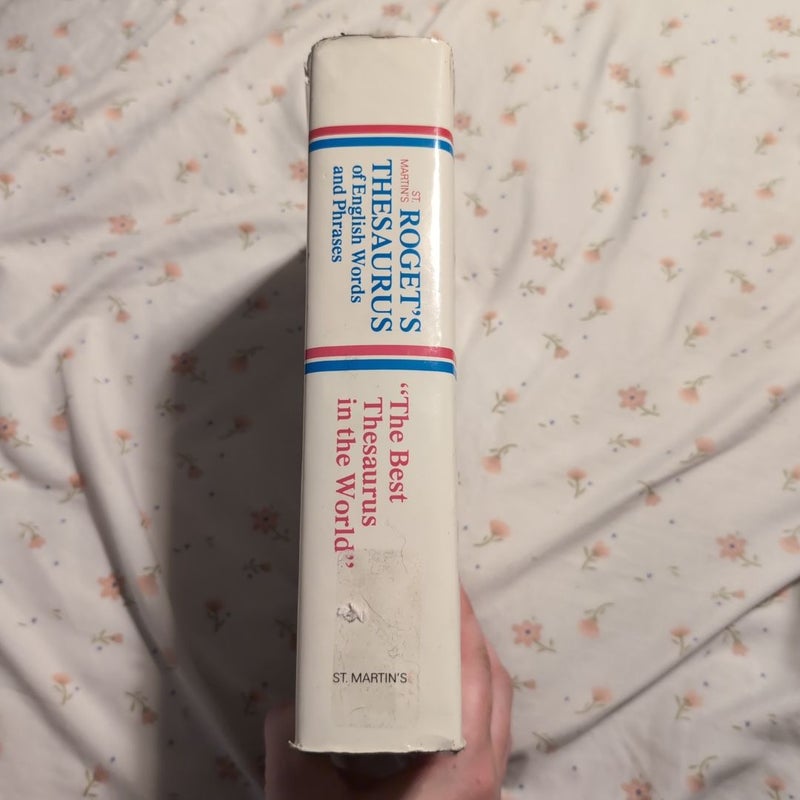 ST.
MARTIN'S
ROGET'S
THESAURUS
of English Words
and Phrases
“The Best
Thesaurus
in the World”
ST. MARTIN'S